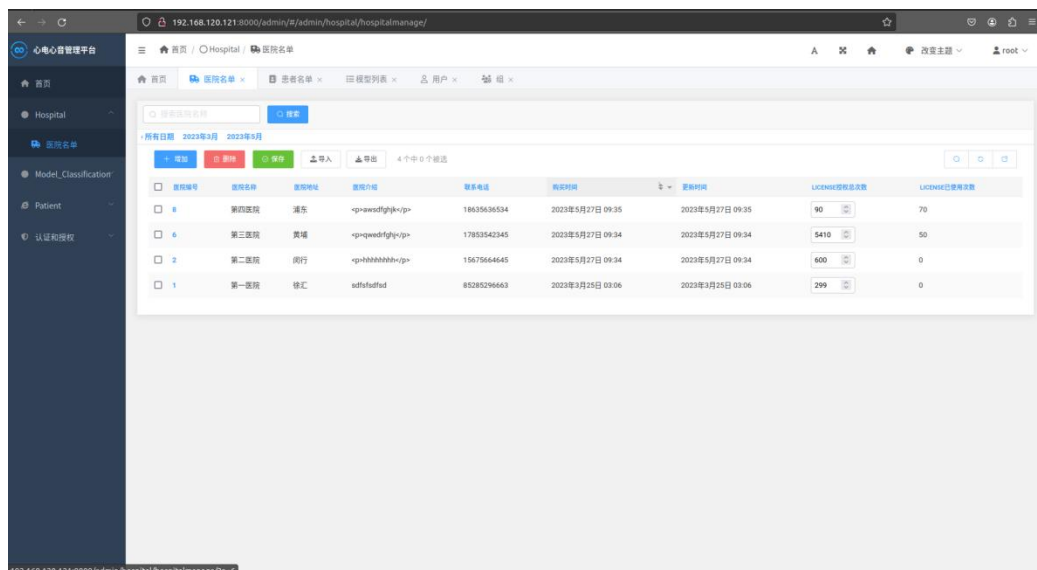 192.168.120.121:8000/admin/#/admin/hospital/hospitalmanage/
心电心音管理平台
首页 / Hospital / 医院名单
A 改变主题 root
首页
Hospital
医院名单
Model_Classification
Patient
认证和授权
首页 医院名单 × 患者名单 × 模型列表 × 用户 × 组 ×
搜索医院名称 搜索
‹所有日期 2023年3月 2023年5月
+ 增加 删除 保存 导入 导出 4 个中 0 个被选
医院编号 医院名称 医院地址 医院介绍 联系电话 购买时间 更新时间 LICENSE授权总次数 LICENSE已使用次数
8 第四医院 浦东 <p>awsdfghjk</p> 18635636534 2023年5月27日 09:35 2023年5月27日 09:35 90 70
6 第三医院 黄埔 <p>qwedrfghj</p> 17853542345 2023年5月27日 09:34 2023年5月27日 09:34 5410 50
2 第二医院 闵行 <p>hhhhhhhh</p> 15675664645 2023年5月27日 09:34 2023年5月27日 09:34 600 0
1 第一医院 徐汇 sdfsfsdfsd 85285296663 2023年3月25日 03:06 2023年3月25日 03:06 299 0